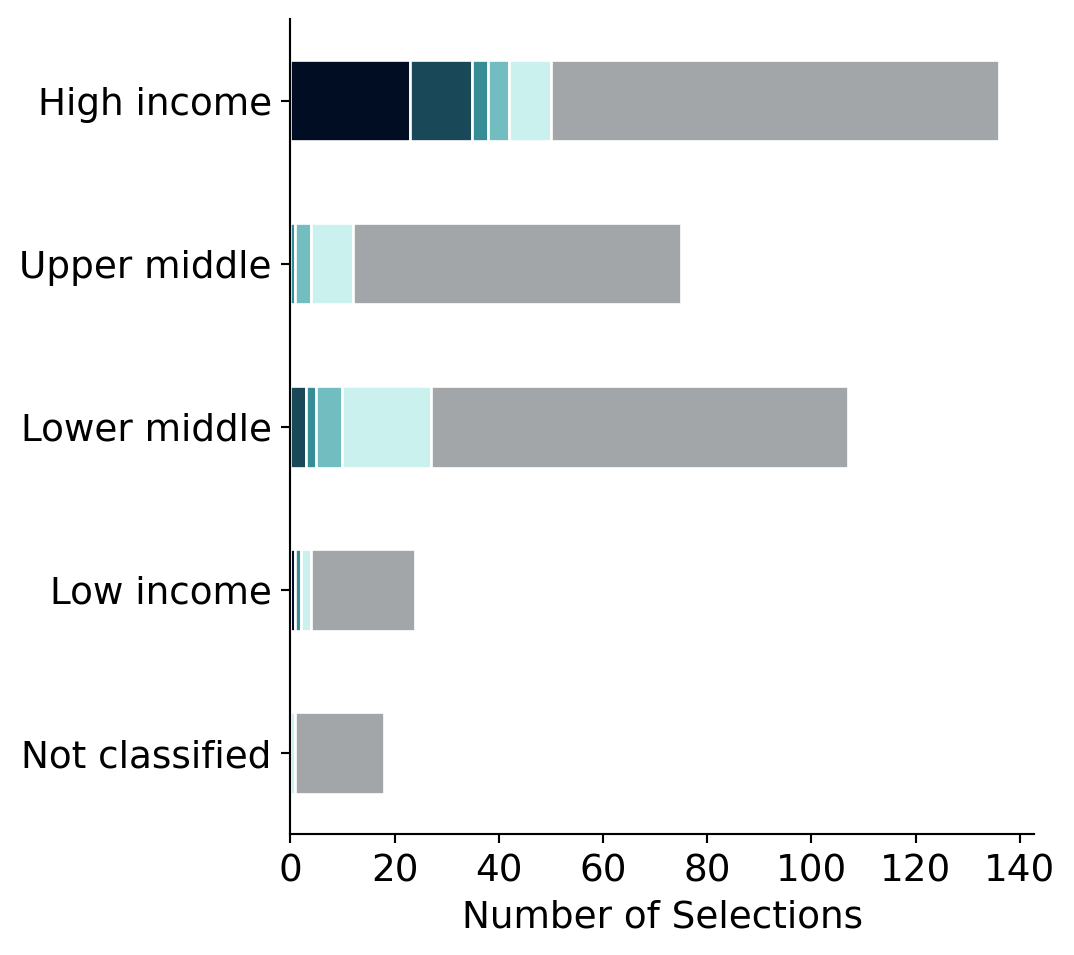 High income
Upper middle
Lower middle
Low income
Not classified
0 20 40 60 80 100 120 140
Number of Selections